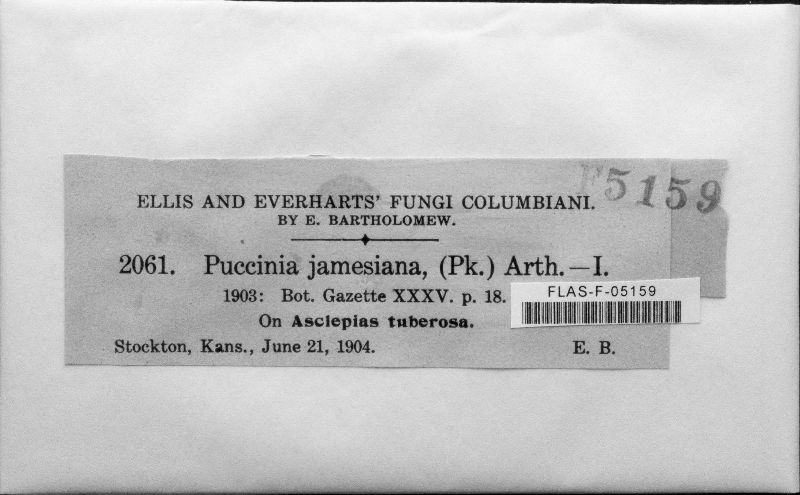 F5159
ELLIS AND EVERHARTS' FUNGI COLUMBIANI.
BY E. BARTHOLOMEW.
2061. Puccinia jamesiana, (Pk.) Arth.—I.
1903: Bot. Gazette XXXV. p. 18.
FLAS-F-05159
On Asclepias tuberosa.
Stockton, Kans., June 21, 1904. E. B.